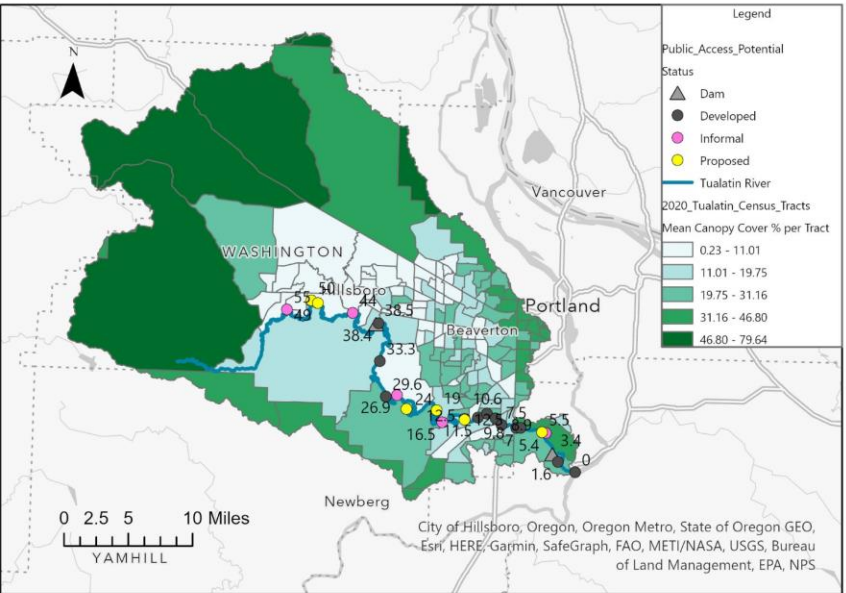 Legend
Public_Access_Potential
Status
Dam
Developed
Informal
Proposed
Tualatin River
2020_Tualatin_Census_Tracts
Mean Canopy Cover % per Tract
0.23 - 11.01
11.01 - 19.75
19.75 - 31.16
31.16 - 46.80
46.80 - 79.64
N
Vancouver
WASHINGTON
Hillsboro
50
55
49
44
38.5
38.4
Portland
Beaverton
33.3
29.6
26.9
24
19
10.6
7.5
12.5
16.5
11.5
9.8
8.9
7
5.5
5.4
3.4
0
1.6
Newberg
0 2.5 5 10 Miles
YAMHILL
City of Hillsboro, Oregon, Oregon Metro, State of Oregon GEO,
Esri, HERE, Garmin, SafeGraph, FAO, METI/NASA, USGS, Bureau
of Land Management, EPA, NPS